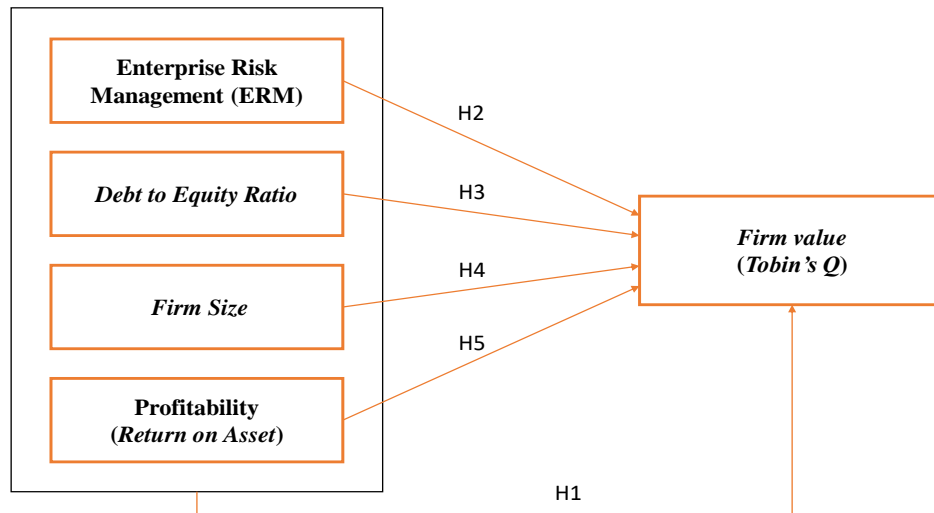 Enterprise Risk
Management (ERM)
H2
Debt to Equity Ratio
H3
Firm value
(Tobin's Q)
H4
Firm Size
H5
Profitability
(Return on Asset)
H1